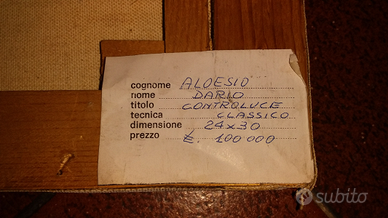 cognome ALOESIO
nome DARIO
titolo CONTROLUCE
tecnica CLASSICO
dimensione 24x30
prezzo £. 100 000
subito